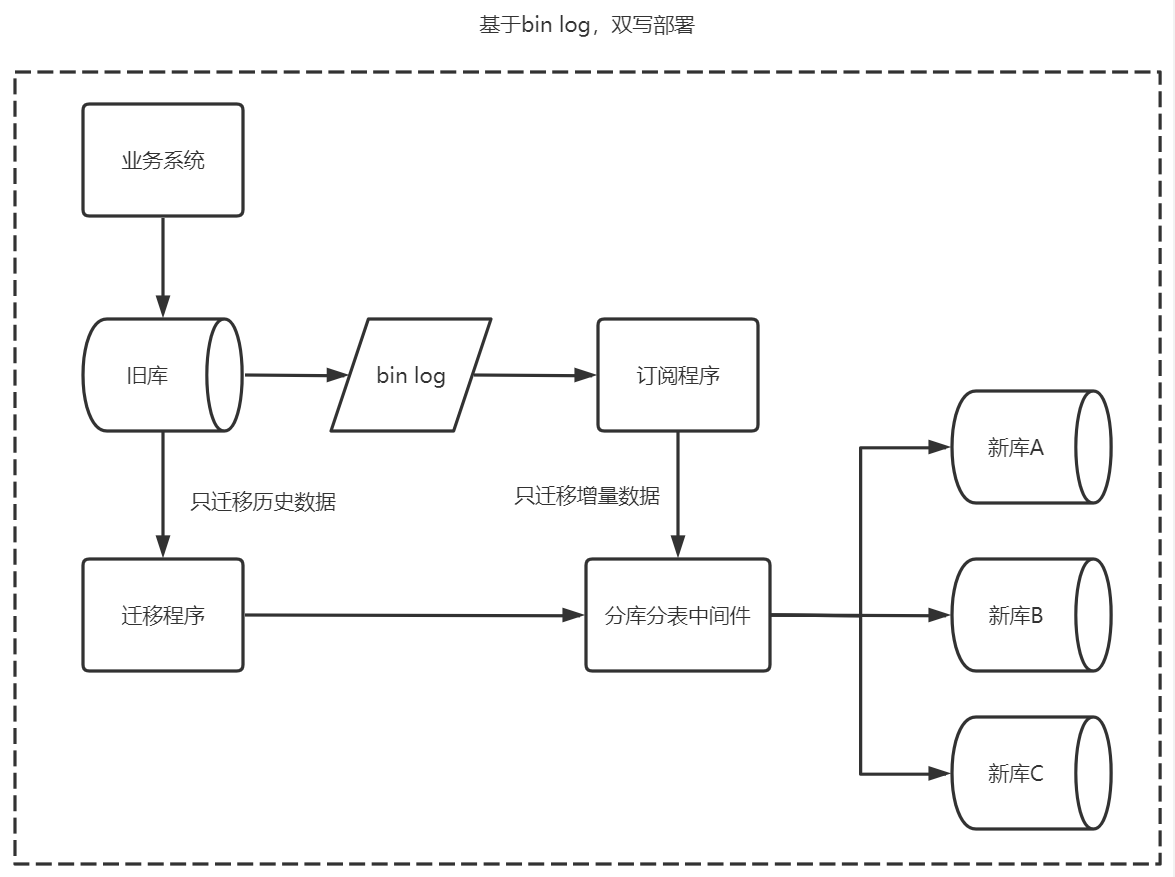 基于bin log，双写部署
业务系统
旧库
bin log
订阅程序
新库A
只迁移历史数据
只迁移增量数据
迁移程序
分库分表中间件
新库B
新库C